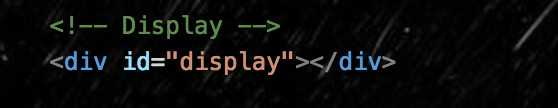 <!-- Display -->
<div id="display"></div>